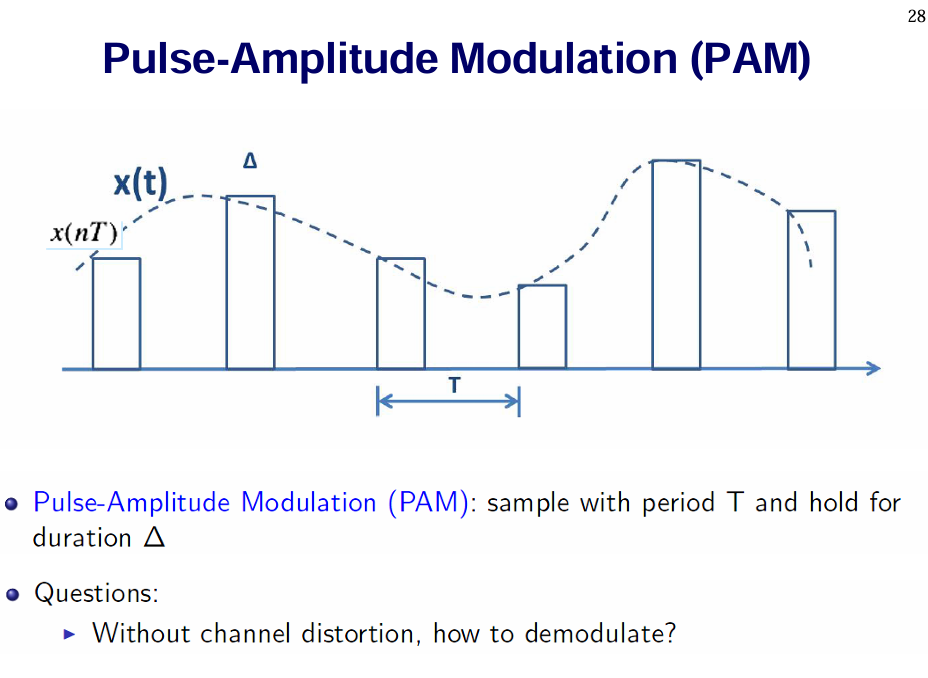 28
Pulse-Amplitude Modulation (PAM)
Δ
x(t)
x(nT)
T
Pulse-Amplitude Modulation (PAM): sample with period T and hold for
duration Δ
Questions:
Without channel distortion, how to demodulate?